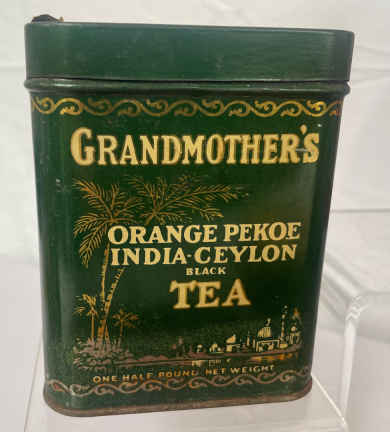 GRANDMOTHER'S
ORANGE PEKOE
INDIA-CEYLON
BLACK
TEA
ONE HALF POUND NET WEIGHT